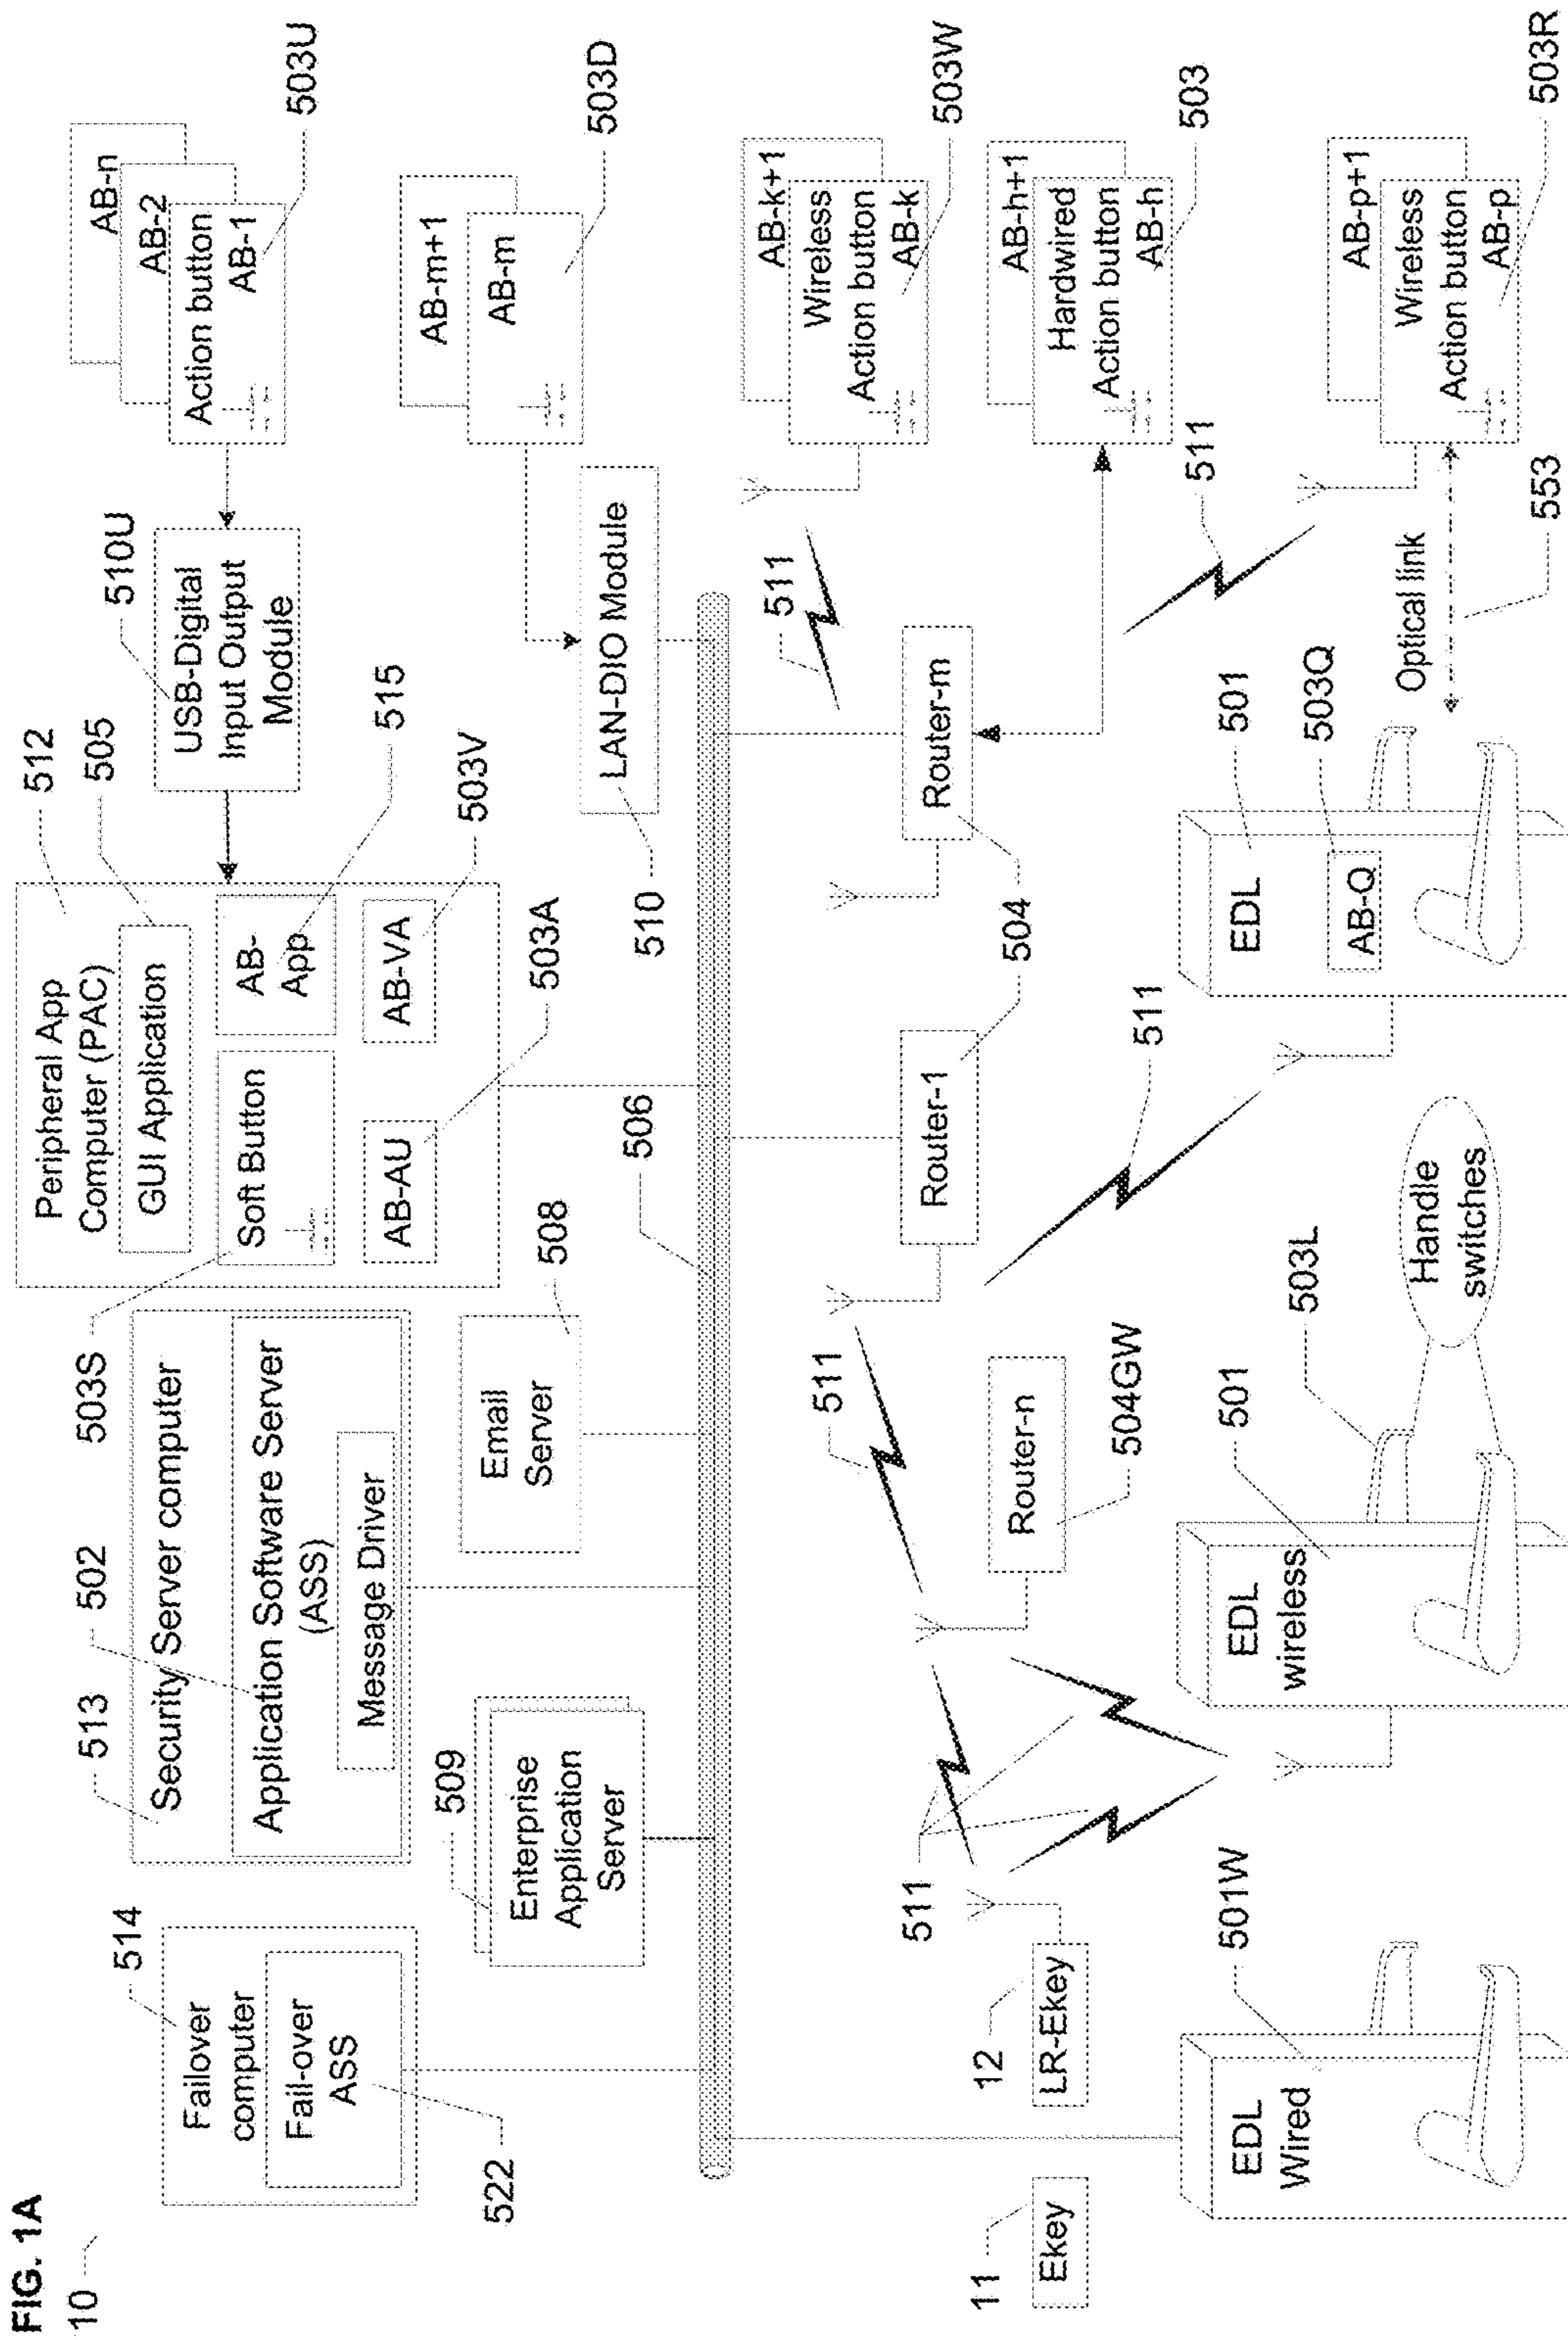 FIG. 1A
10
514
Failover
computer
Fail-over
ASS
522
513
502
Security Server computer
Application Software Server
(ASS)
Message Driver
509
Enterprise
Application
Server
Email
Server
508
503S
512
505
Peripheral App
Computer (PAC)
GUI Application
Soft Button
AB-
App
515
AB-AU
AB-VA
503V
503A
510U
USB-Digital
Input Output
Module
AB-n
AB-2
Action button
AB-1
503U
AB-m+1
AB-m
503D
LAN-DIO Module
510
506
511
AB-k+1
Wireless
Action button
AB-k
503W
AB-h+1
Hardwired
Action button
AB-h
503
511
AB-p+1
Wireless
Action button
AB-p
503R
Optical link
553
Router-m
504
Router-1
511
511
Router-n
504GW
511
12
LR-Ekey
11
Ekey
501W
EDL
Wired
501
EDL
wireless
503L
Handle
switches
501
EDL
503Q
AB-Q